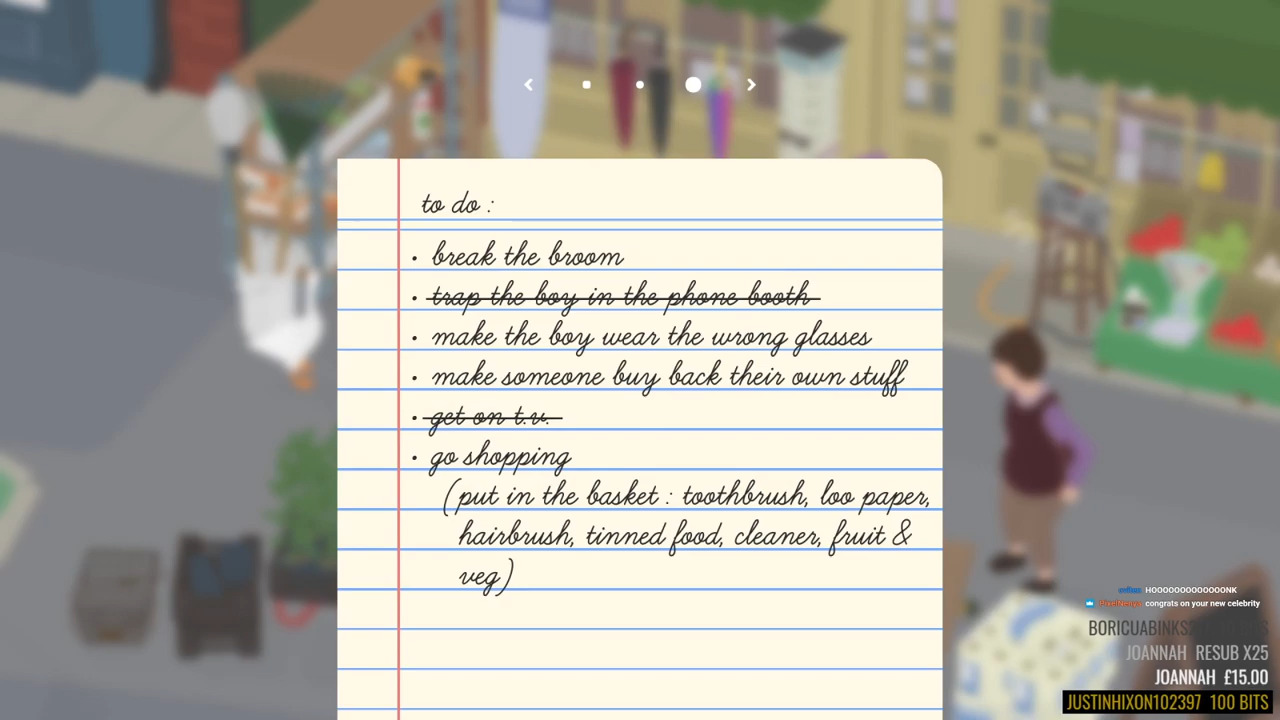 to do :
• break the broom
• trap the boy in the phone booth
• make the boy wear the wrong glasses
• make someone buy back their own stuff
• get on t.v.
• go shopping
(put in the basket : toothbrush, loo paper,
hairbrush, tinned food, cleaner, fruit &
veg)
HOOOOOOOOOOOOONK
congrats on your new celebrity
BORICUABINKS
JOANNAH RESUB X25
JOANNAH £15.00
JUSTINHIXON102397 100 BITS